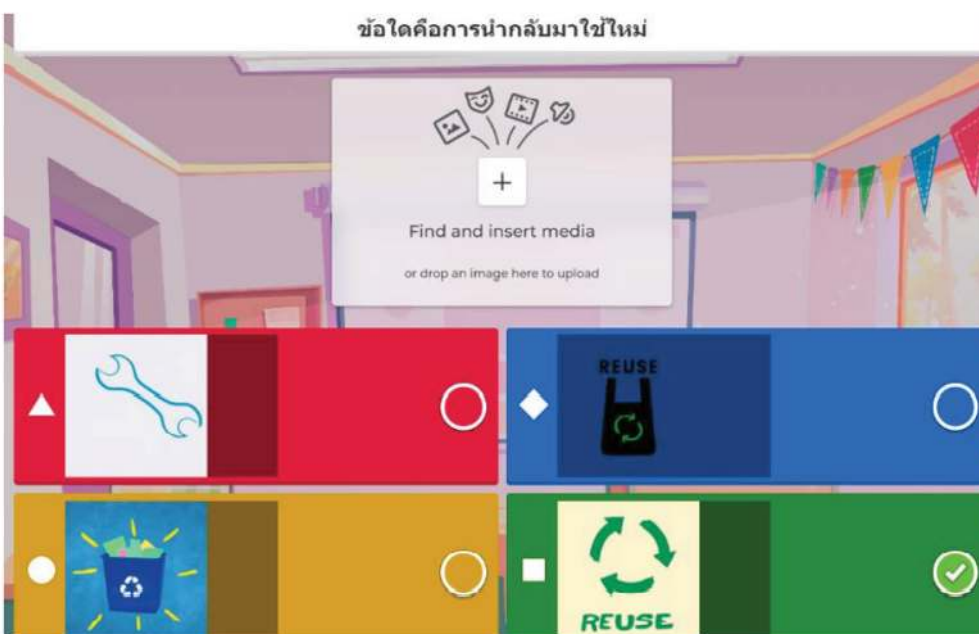 ข้อใดคือการนำกลับมาใช้ใหม่
Find and insert media
or drop an image here to upload
REUSE
REUSE